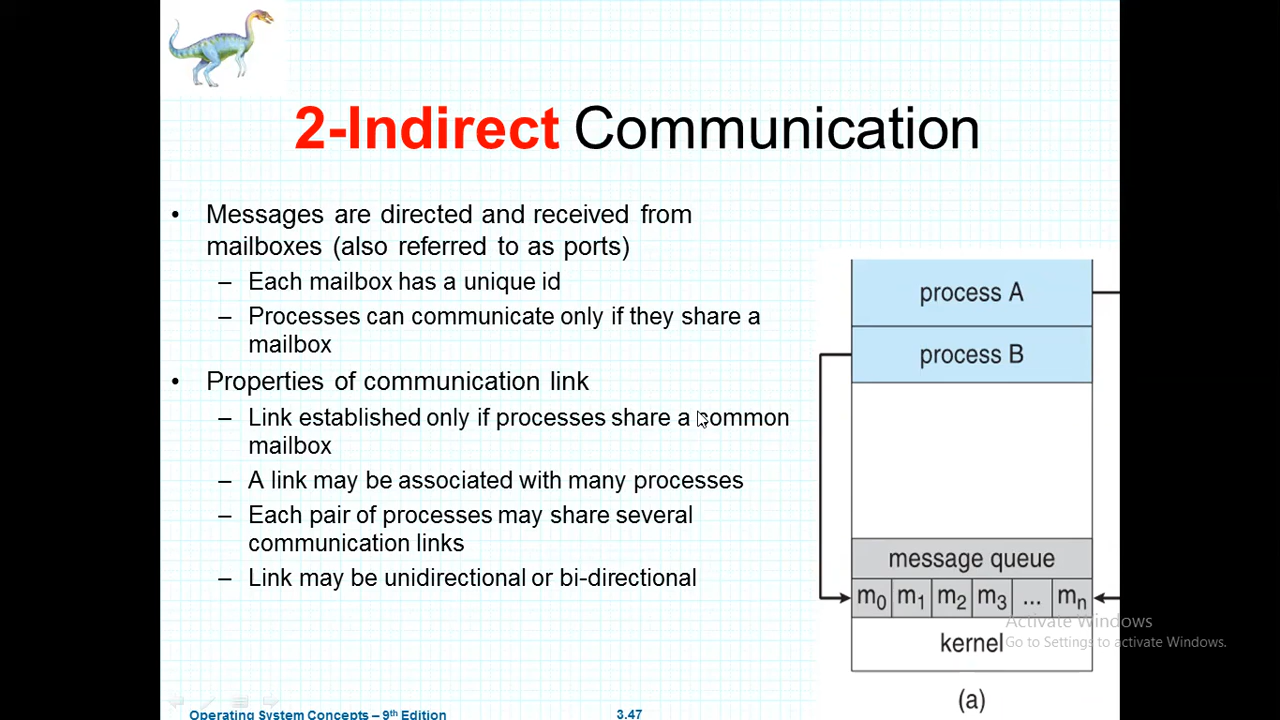 2-Indirect Communication
• Messages are directed and received from
mailboxes (also referred to as ports)
– Each mailbox has a unique id
– Processes can communicate only if they share a
mailbox
• Properties of communication link
– Link established only if processes share a common
mailbox
– A link may be associated with many processes
– Each pair of processes may share several
communication links
– Link may be unidirectional or bi-directional
process A
process B
message queue
m0 m1 m2 m3 ... mn
kernel
(a)
Activate Windows
Go to Settings to activate Windows.
Operating System Concepts – 9th Edition
3.47